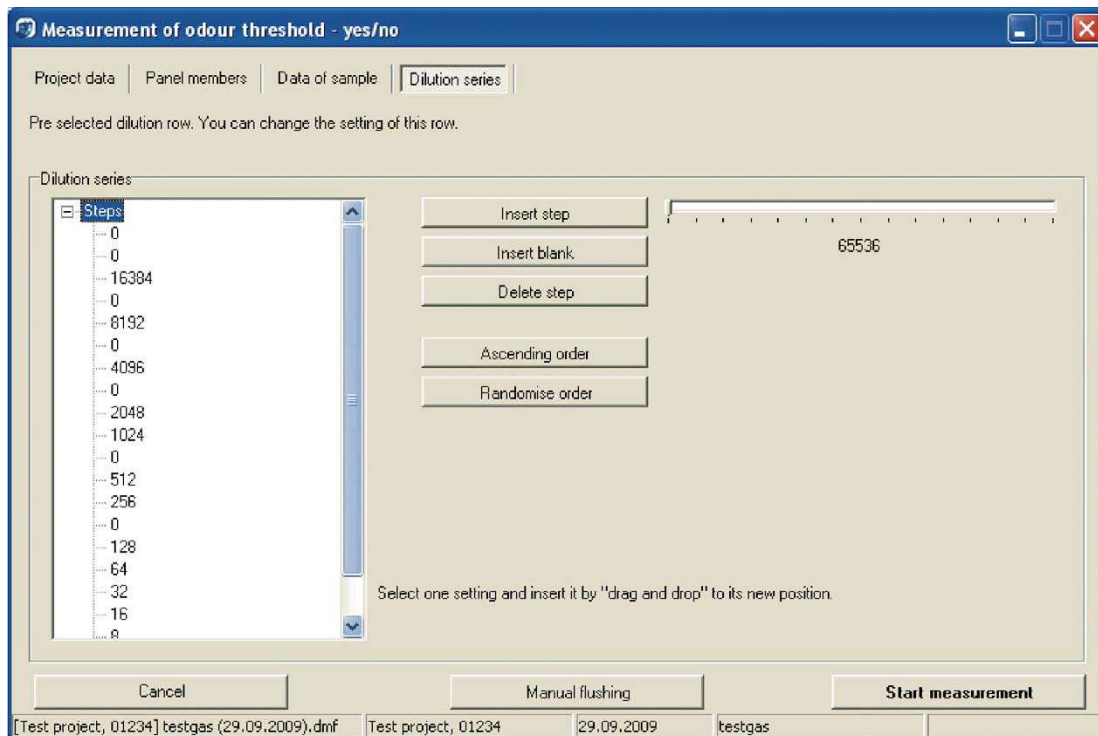 Measurement of odour threshold - yes/no
Project data Panel members Data of sample Dilution series
Pre selected dilution row. You can change the setting of this row.
Dilution series
Steps
0
0
16384
0
8192
0
4096
0
2048
1024
0
512
256
0
128
64
32
16
8
Insert step
Insert blank
Delete step
Ascending order
Randomise order
65536
Select one setting and insert it by "drag and drop" to its new position.
Cancel Manual flushing Start measurement
[Test project, 01234] testgas (29.09.2009).dmf Test project, 01234 29.09.2009 testgas